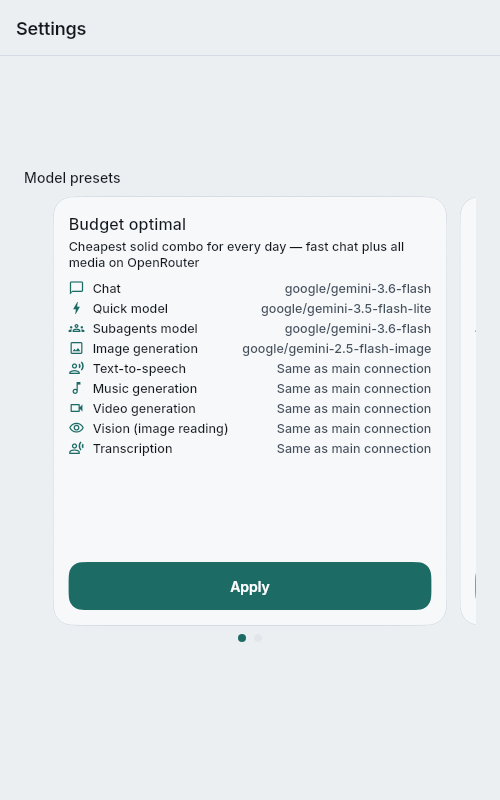 Settings
Model presets
Budget optimal
Cheapest solid combo for every day — fast chat plus all
media on OpenRouter
Chat google/gemini-3.6-flash
Quick model google/gemini-3.5-flash-lite
Subagents model google/gemini-3.6-flash
Image generation google/gemini-2.5-flash-image
Text-to-speech Same as main connection
Music generation Same as main connection
Video generation Same as main connection
Vision (image reading) Same as main connection
Transcription Same as main connection
Apply